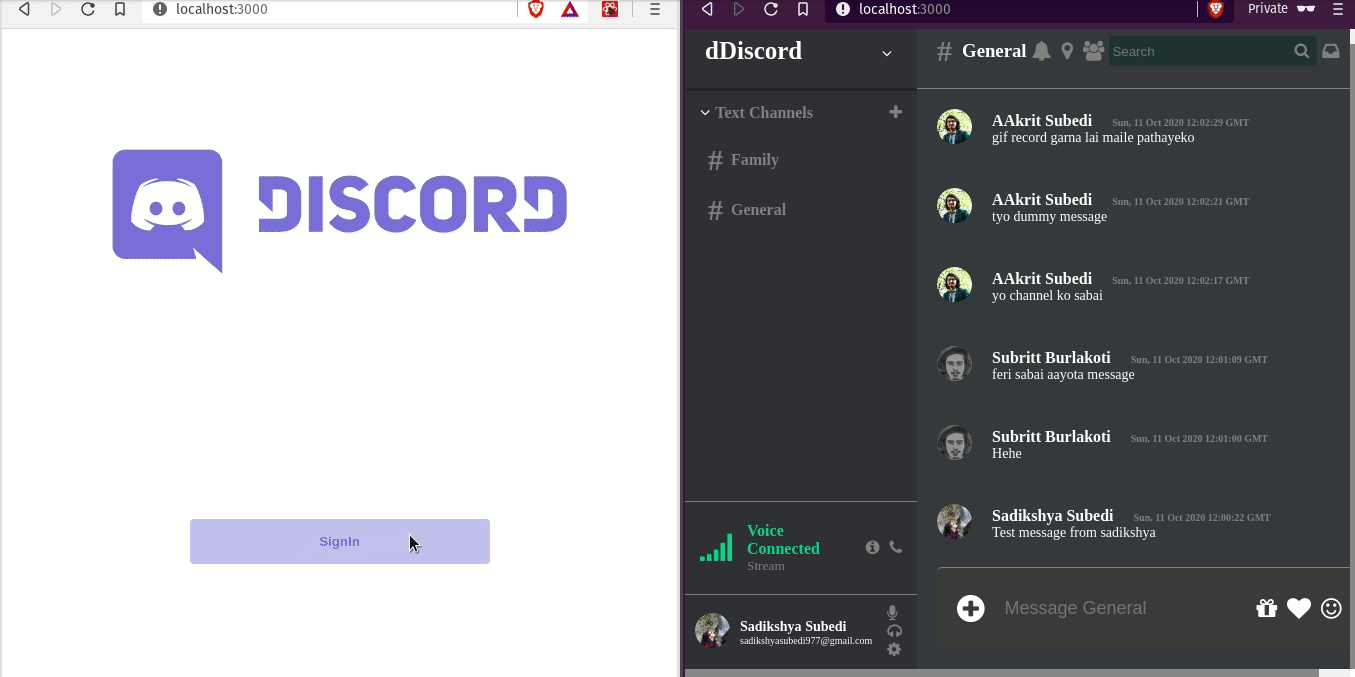 localhost:3000
DISCORD
SignIn
localhost:3000
Private
dDiscord
Text Channels
# Family
# General
Voice
Connected
Stream
Sadikshya Subedi
sadikshyasubedi977@gmail.com
# General
Search
AAkrit Subedi Sun, 11 Oct 2020 12:02:29 GMT
gif record garna lai maile pathayeko
AAkrit Subedi Sun, 11 Oct 2020 12:02:21 GMT
tyo dummy message
AAkrit Subedi Sun, 11 Oct 2020 12:02:17 GMT
yo channel ko sabai
Subritt Burlakoti Sun, 11 Oct 2020 12:01:09 GMT
feri sabai aayota message
Subritt Burlakoti Sun, 11 Oct 2020 12:01:00 GMT
Hehe
Sadikshya Subedi Sun, 11 Oct 2020 12:00:22 GMT
Test message from sadikshya
Message General